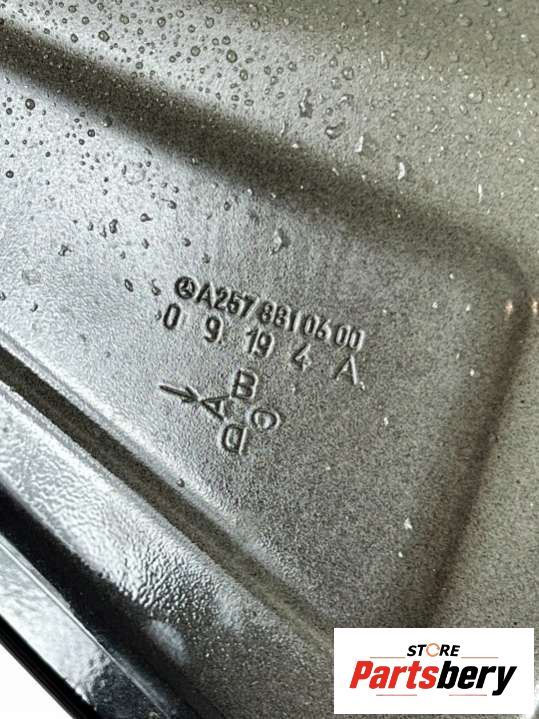 A257 881 06 00
0 9 19 4 A
B
A C
D
STORE
Partsbery